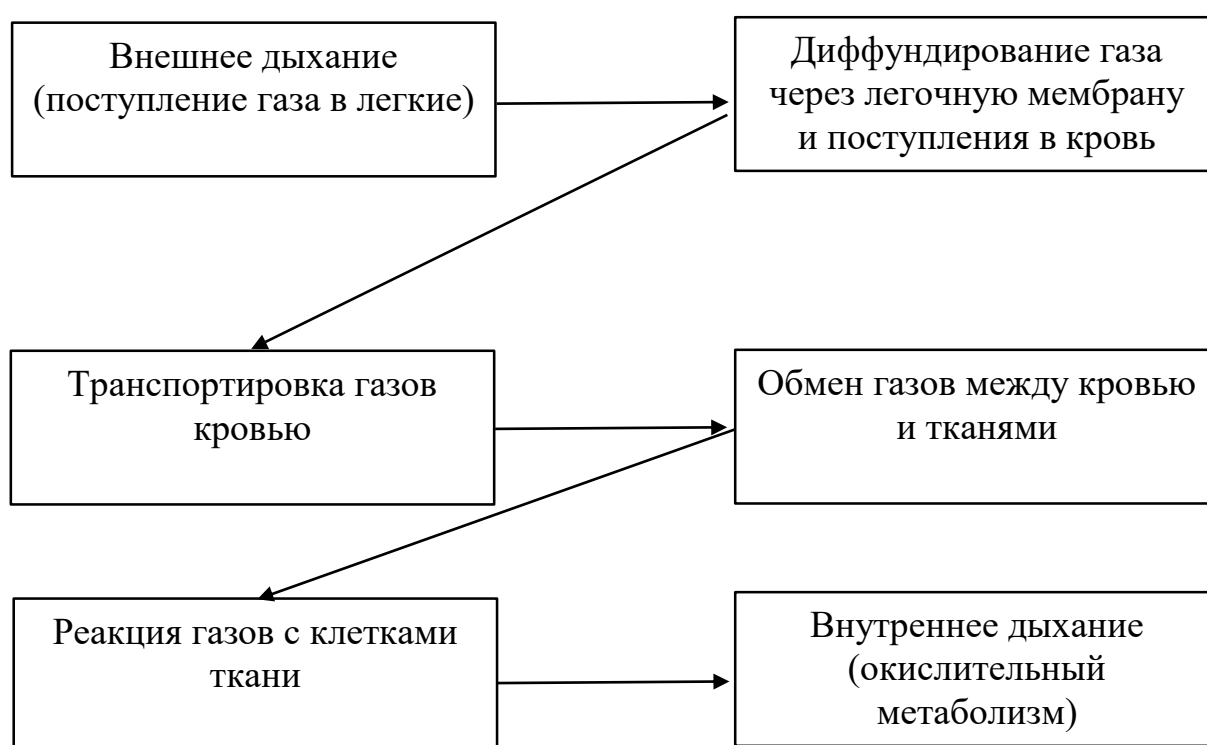 Внешнее дыхание
(поступление газа в легкие)
Диффундирование газа
через легочную мембрану
и поступления в кровь
Транспортировка газов
кровью
Обмен газов между кровью
и тканями
Реакция газов с клетками
ткани
Внутреннее дыхание
(окислительный
метаболизм)